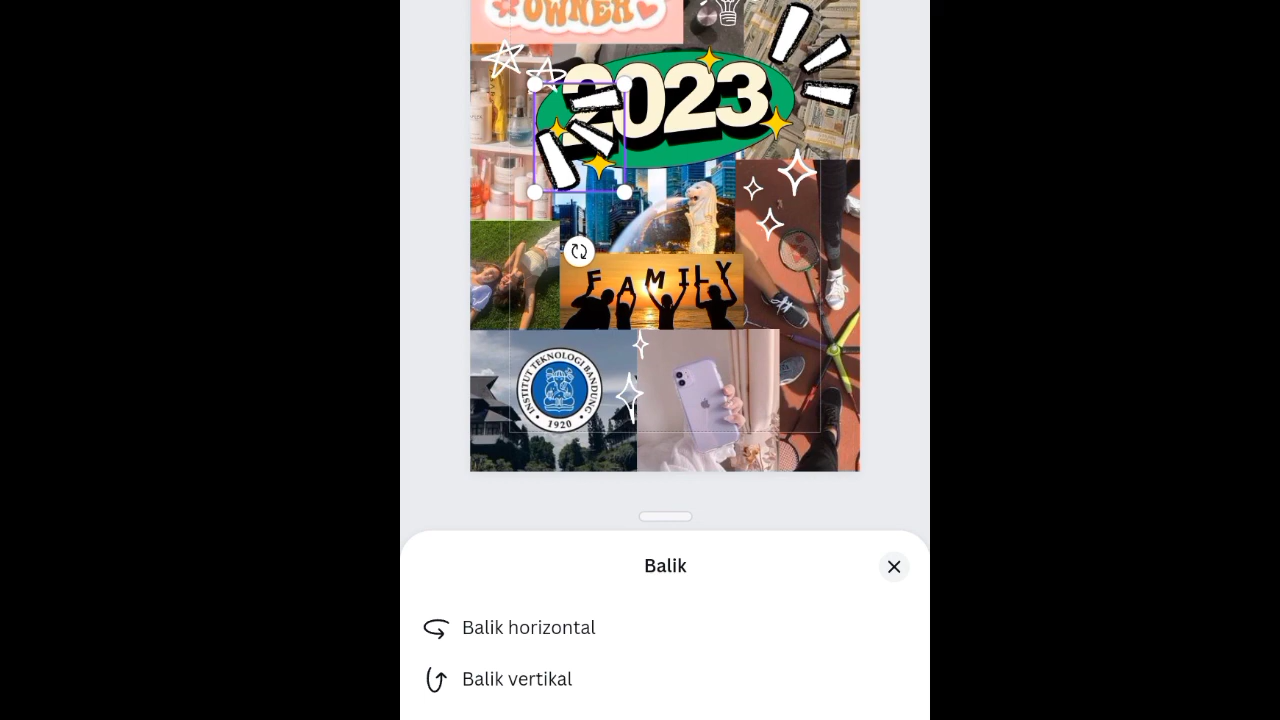 OWNER
2023
FAMILY
INSTITUT TEKNOLOGI BANDUNG
1920
Balik
Balik horizontal
Balik vertikal